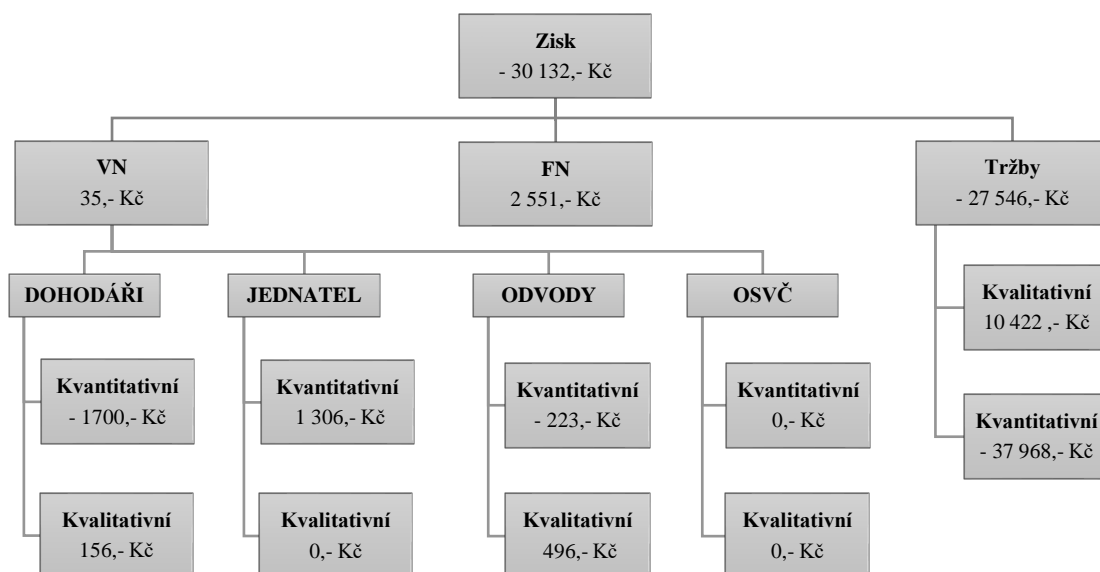 Zisk
- 30 132,- Kč
VN
35,- Kč
FN
2 551,- Kč
Tržby
- 27 546,- Kč
DOHODÁŘI
JEDNATEL
ODVODY
OSVČ
Kvalitativní
10 422 ,- Kč
Kvantitativní
- 1700,- Kč
Kvantitativní
1 306,- Kč
Kvantitativní
- 223,- Kč
Kvantitativní
0,- Kč
Kvantitativní
- 37 968,- Kč
Kvalitativní
156,- Kč
Kvalitativní
0,- Kč
Kvalitativní
496,- Kč
Kvalitativní
0,- Kč